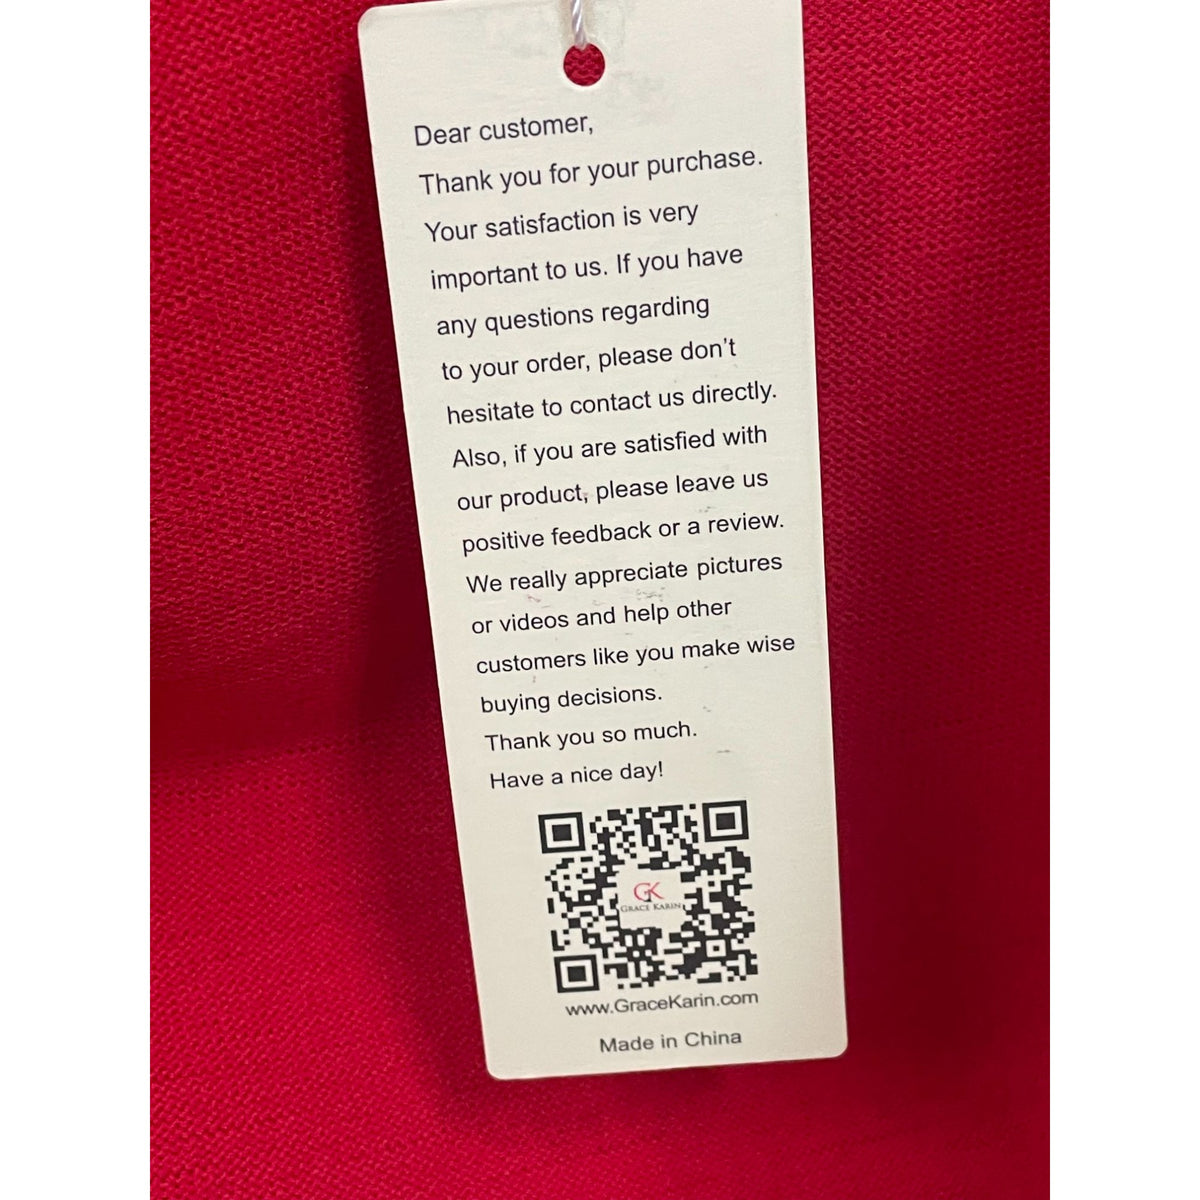 Dear customer,
Thank you for your purchase.
Your satisfaction is very
important to us. If you have
any questions regarding
to your order, please don't
hesitate to contact us directly.
Also, if you are satisfied with
our product, please leave us
positive feedback or a review.
We really appreciate pictures
or videos and help other
customers like you make wise
buying decisions.
Thank you so much.
Have a nice day!
GK
GRACE KARIN
www.GraceKarin.com
Made in China